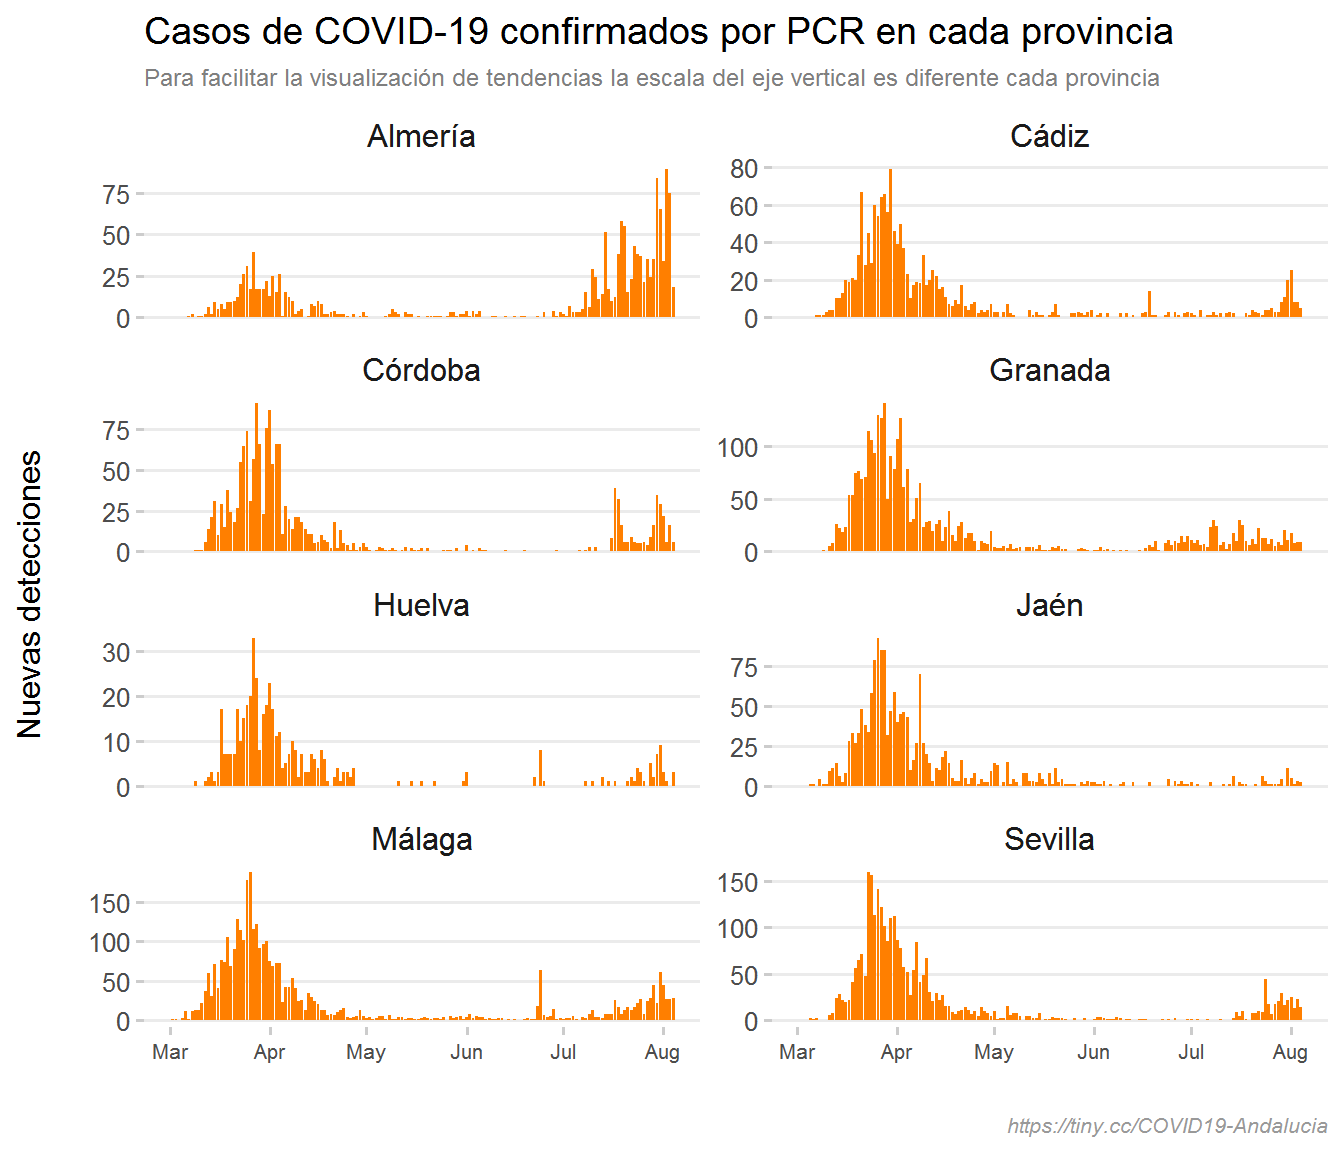 Casos de COVID-19 confirmados por PCR en cada provincia
Para facilitar la visualización de tendencias la escala del eje vertical es diferente cada provincia
Nuevas detecciones
Almería
75
50
25
0
Cádiz
80
60
40
20
0
Córdoba
75
50
25
0
Granada
100
50
0
Huelva
30
20
10
0
Jaén
75
50
25
0
Málaga
150
100
50
0
Sevilla
150
100
50
0
Mar Apr May Jun Jul Aug
Mar Apr May Jun Jul Aug
https://tiny.cc/COVID19-Andalucia